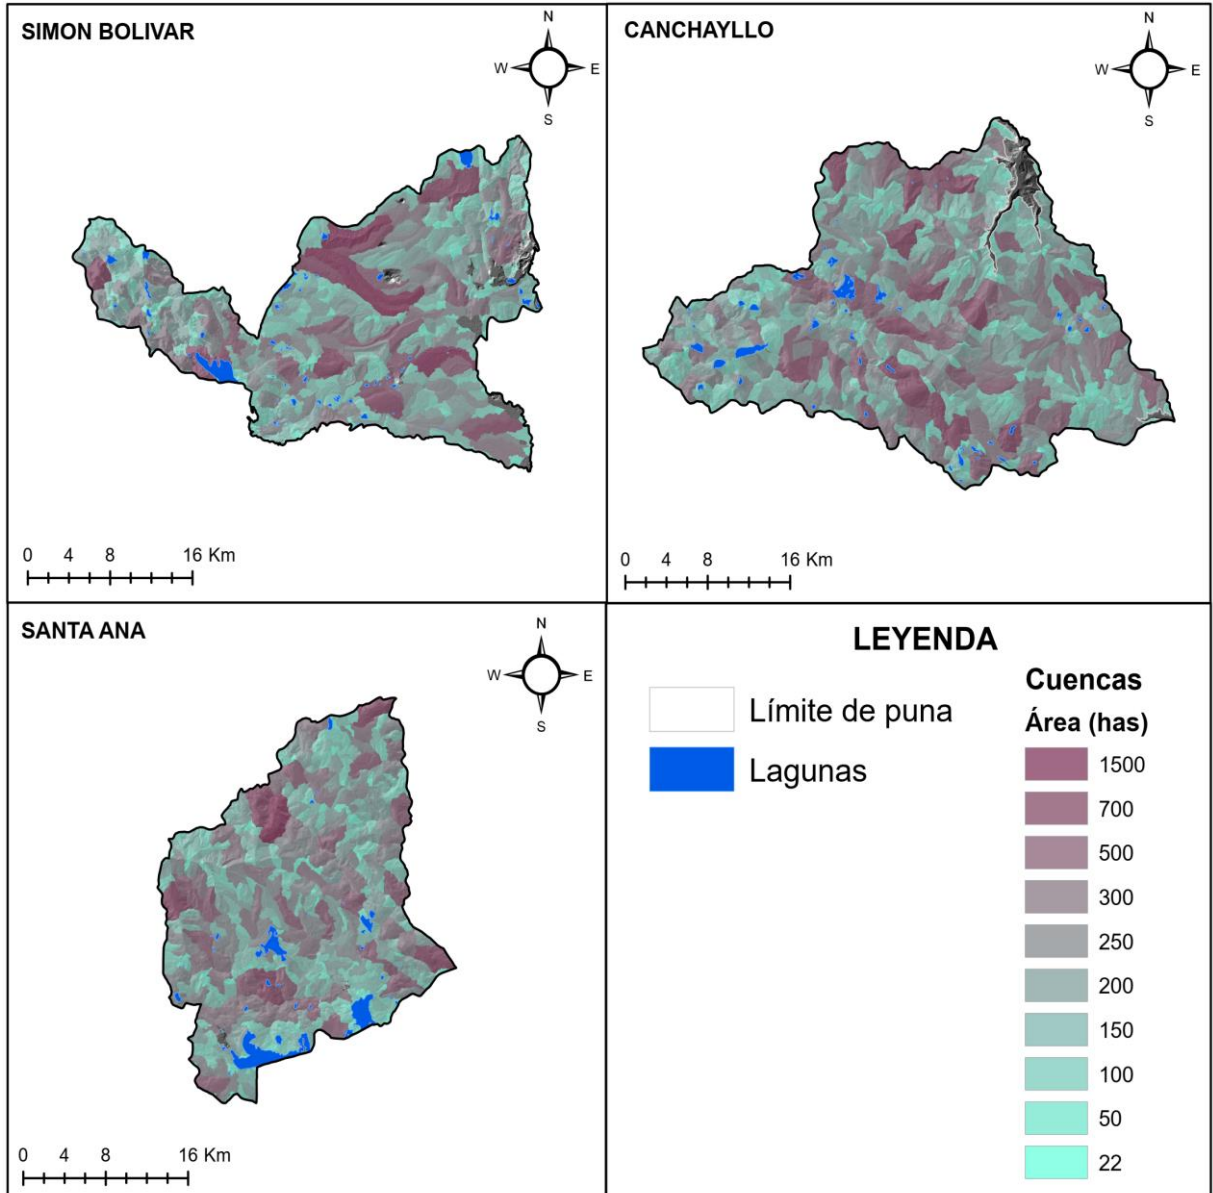 SIMON BOLIVAR
N
W E
S
0 4 8 16 Km
CANCHAYLLO
N
W E
S
0 4 8 16 Km
SANTA ANA
N
W E
S
0 4 8 16 Km
LEYENDA
Límite de puna
Lagunas
Cuencas
Área (has)
1500
700
500
300
250
200
150
100
50
22